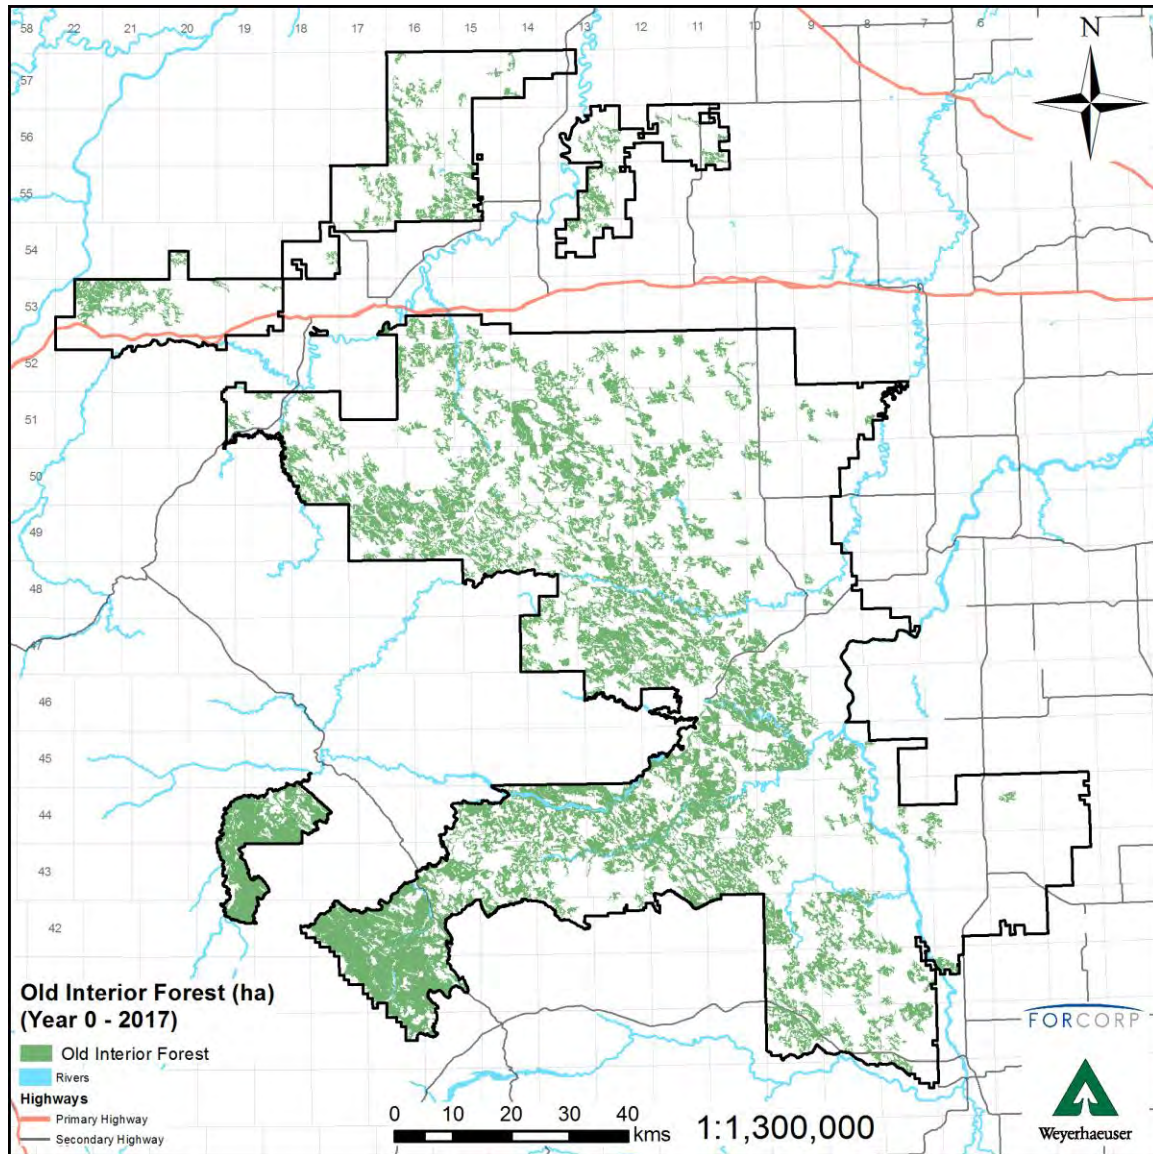 58 22 21 20 19 18 17 16 15 14 13 12 11 10 9 8 7 6
N
57
56
55
54
53
52
51
50
49
48
47
46
45
44
43
42
Old Interior Forest (ha)
(Year 0 - 2017)
Old Interior Forest
Rivers
Highways
Primary Highway
Secondary Highway
0 10 20 30 40
kms
1:1,300,000
FORCORP
Weyerhaeuser